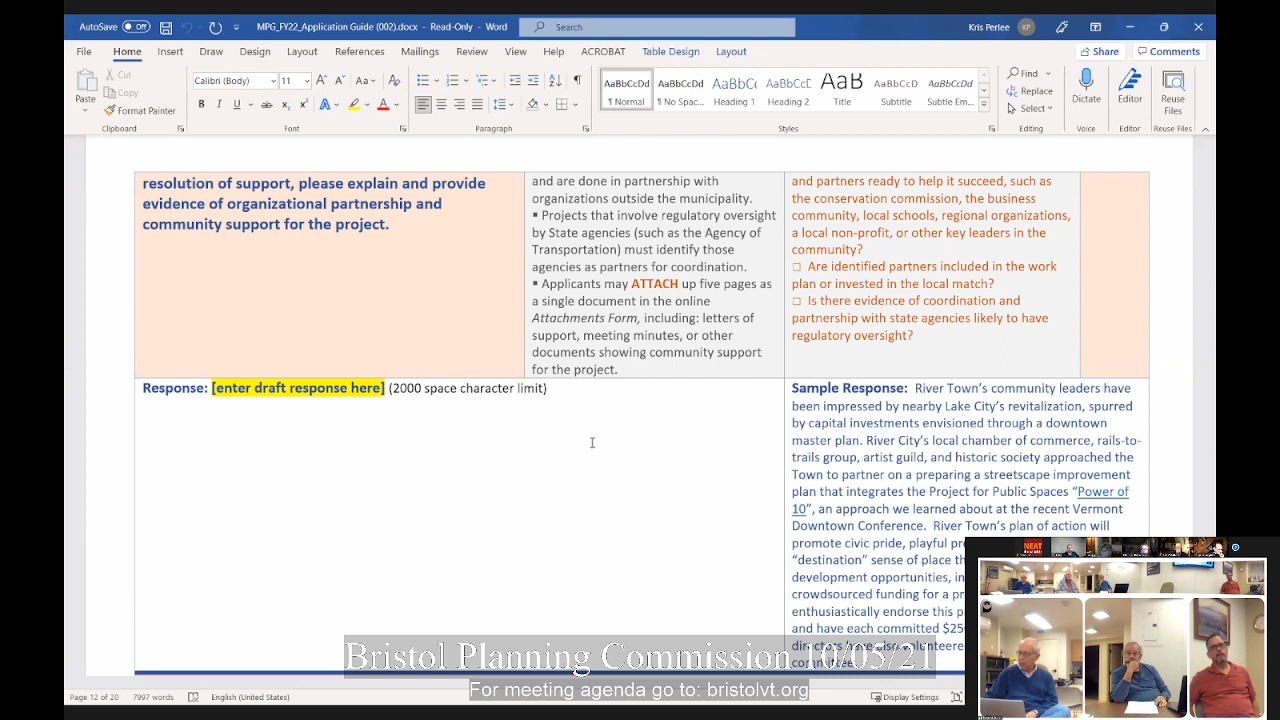 AutoSave Off MPG_FY22_Application Guide (002).docx - Read-Only - Word Search Kris Perlee KP
File Home Insert Draw Design Layout References Mailings Review View Help ACROBAT Table Design Layout Share Comments
Paste Cut Copy Format Painter Clipboard
Calibri (Body) 11 Font
Paragraph
AaBbCcDd ¶ Normal AaBbCcDd ¶ No Spac... AaBbCc Heading 1 AaBbCcD Heading 2 AaB Title AaBbCcD Subtitle AaBbCcDd Subtle Em... Styles
Find Replace Select Editing
Dictate Voice
Editor Editor
Reuse Files Reuse Files
resolution of support, please explain and provide
evidence of organizational partnership and
community support for the project.
and are done in partnership with
organizations outside the municipality.
▪ Projects that involve regulatory oversight
by State agencies (such as the Agency of
Transportation) must identify those
agencies as partners for coordination.
▪ Applicants may ATTACH up five pages as
a single document in the online
Attachments Form, including: letters of
support, meeting minutes, or other
documents showing community support
for the project.
and partners ready to help it succeed, such as
the conservation commission, the business
community, local schools, regional organizations,
a local non-profit, or other key leaders in the
community?
□ Are identified partners included in the work
plan or invested in the local match?
□ Is there evidence of coordination and
partnership with state agencies likely to have
regulatory oversight?
Response: [enter draft response here] (2000 space character limit)
Sample Response: River Town's community leaders have
been impressed by nearby Lake City's revitalization, spurred
by capital investments envisioned through a downtown
master plan. River City's local chamber of commerce, rails-to-
trails group, artist guild, and historic society approached the
Town to partner on a preparing a streetscape improvement
plan that integrates the Project for Public Spaces "Power of
10", an approach we learned about at the recent Vermont
Downtown Conference. River Town's plan of action will
promote civic pride, playful
"destination" sense of place
development opportunities,
crowdsourced funding for a
enthusiastically endorse this
and have each committed
Bristol Planning Commission
For meeting agenda go to: bristolvt.org
Page 12 of 20 7997 words English (United States) Display Settings
NEAT